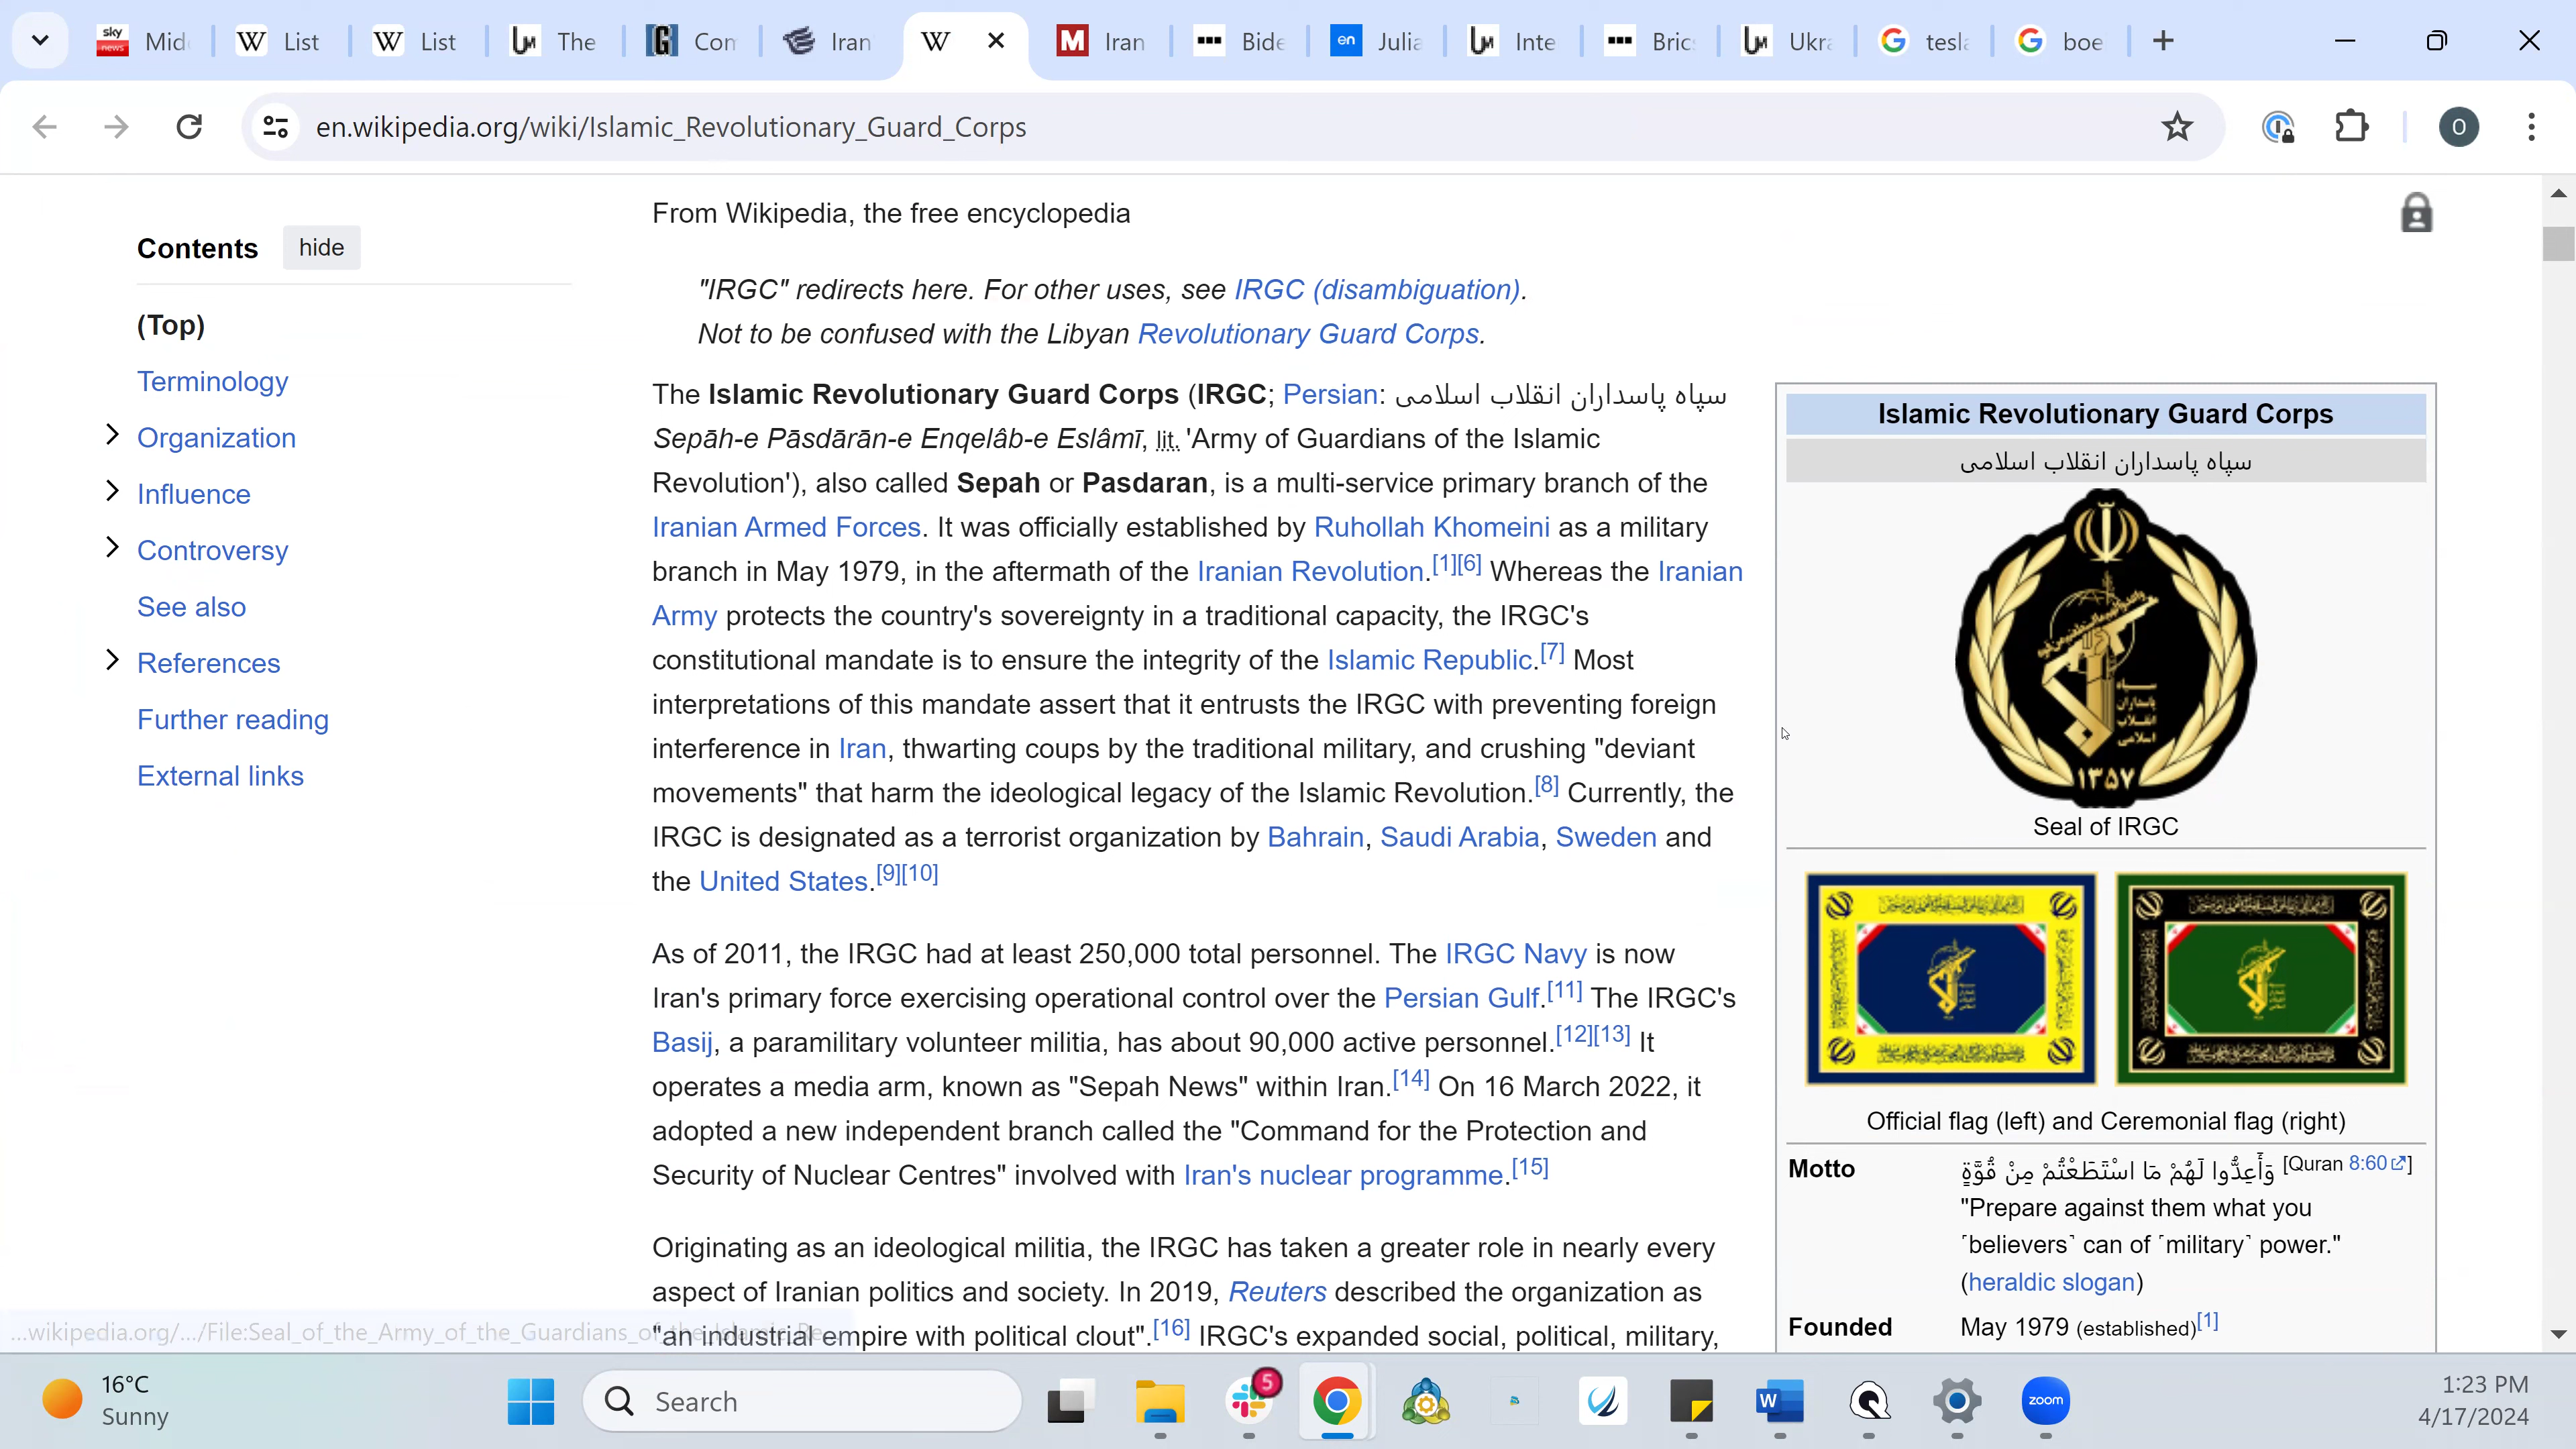 Mid
List
List
The
Con
Iran
Iran
Bide
Julia
Inte
Bric
Ukra
tesla
boe
en.wikipedia.org/wiki/Islamic_Revolutionary_Guard_Corps
O
From Wikipedia, the free encyclopedia
Contents hide
(Top)
Terminology
Organization
Influence
Controversy
See also
References
Further reading
External links
"IRGC" redirects here. For other uses, see IRGC (disambiguation).
Not to be confused with the Libyan Revolutionary Guard Corps.
The Islamic Revolutionary Guard Corps (IRGC; Persian: سپاه پاسداران انقلاب اسلامی
Sepāh-e Pāsdārān-e Enqelâb-e Eslâmī, lit. 'Army of Guardians of the Islamic
Revolution'), also called Sepah or Pasdaran, is a multi-service primary branch of the
Iranian Armed Forces. It was officially established by Ruhollah Khomeini as a military
branch in May 1979, in the aftermath of the Iranian Revolution.[1][6] Whereas the Iranian
Army protects the country's sovereignty in a traditional capacity, the IRGC's
constitutional mandate is to ensure the integrity of the Islamic Republic.[7] Most
interpretations of this mandate assert that it entrusts the IRGC with preventing foreign
interference in Iran, thwarting coups by the traditional military, and crushing "deviant
movements" that harm the ideological legacy of the Islamic Revolution.[8] Currently, the
IRGC is designated as a terrorist organization by Bahrain, Saudi Arabia, Sweden and
the United States.[9][10]
As of 2011, the IRGC had at least 250,000 total personnel. The IRGC Navy is now
Iran's primary force exercising operational control over the Persian Gulf.[11] The IRGC's
Basij, a paramilitary volunteer militia, has about 90,000 active personnel.[12][13] It
operates a media arm, known as "Sepah News" within Iran.[14] On 16 March 2022, it
adopted a new independent branch called the "Command for the Protection and
Security of Nuclear Centres" involved with Iran's nuclear programme.[15]
Originating as an ideological militia, the IRGC has taken a greater role in nearly every
aspect of Iranian politics and society. In 2019, Reuters described the organization as
"an industrial empire with political clout".[16] IRGC's expanded social, political, military,
Islamic Revolutionary Guard Corps
سپاه پاسداران انقلاب اسلامی
سپاه
پاسداران
انقلاب
اسلامی
۱۳۵۷
Seal of IRGC
Official flag (left) and Ceremonial flag (right)
Motto
وَأَعِدُّوا لَهُمْ مَا اسْتَطَعْتُمْ مِنْ قُوَّةٍ [Quran 8:60]
"Prepare against them what you
˹believers˺ can of ˹military˺ power."
(heraldic slogan)
Founded May 1979 (established)[1]
...wikipedia.org/.../File:Seal_of_the_Army_of_the_Guardians_of_the_Islamic_Re...
16°C
Sunny
Search
5
zoom
1:23 PM
4/17/2024